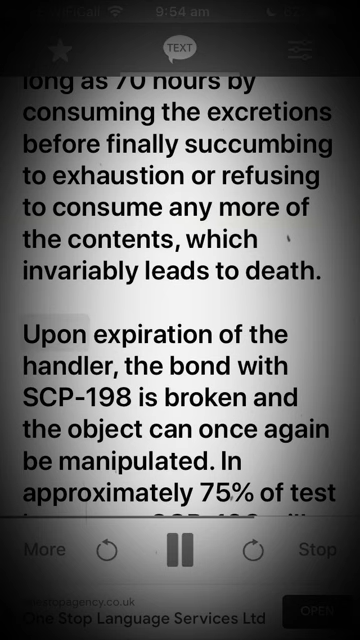 9:54 am
TEXT
long as 70 hours by
consuming the excretions
before finally succumbing
to exhaustion or refusing
to consume any more of
the contents, which
invariably leads to death.
Upon expiration of the
handler, the bond with
SCP-198 is broken and
the object can once again
be manipulated. In
approximately 75% of test
More
Stop
One Stop Language Services Ltd
OPEN